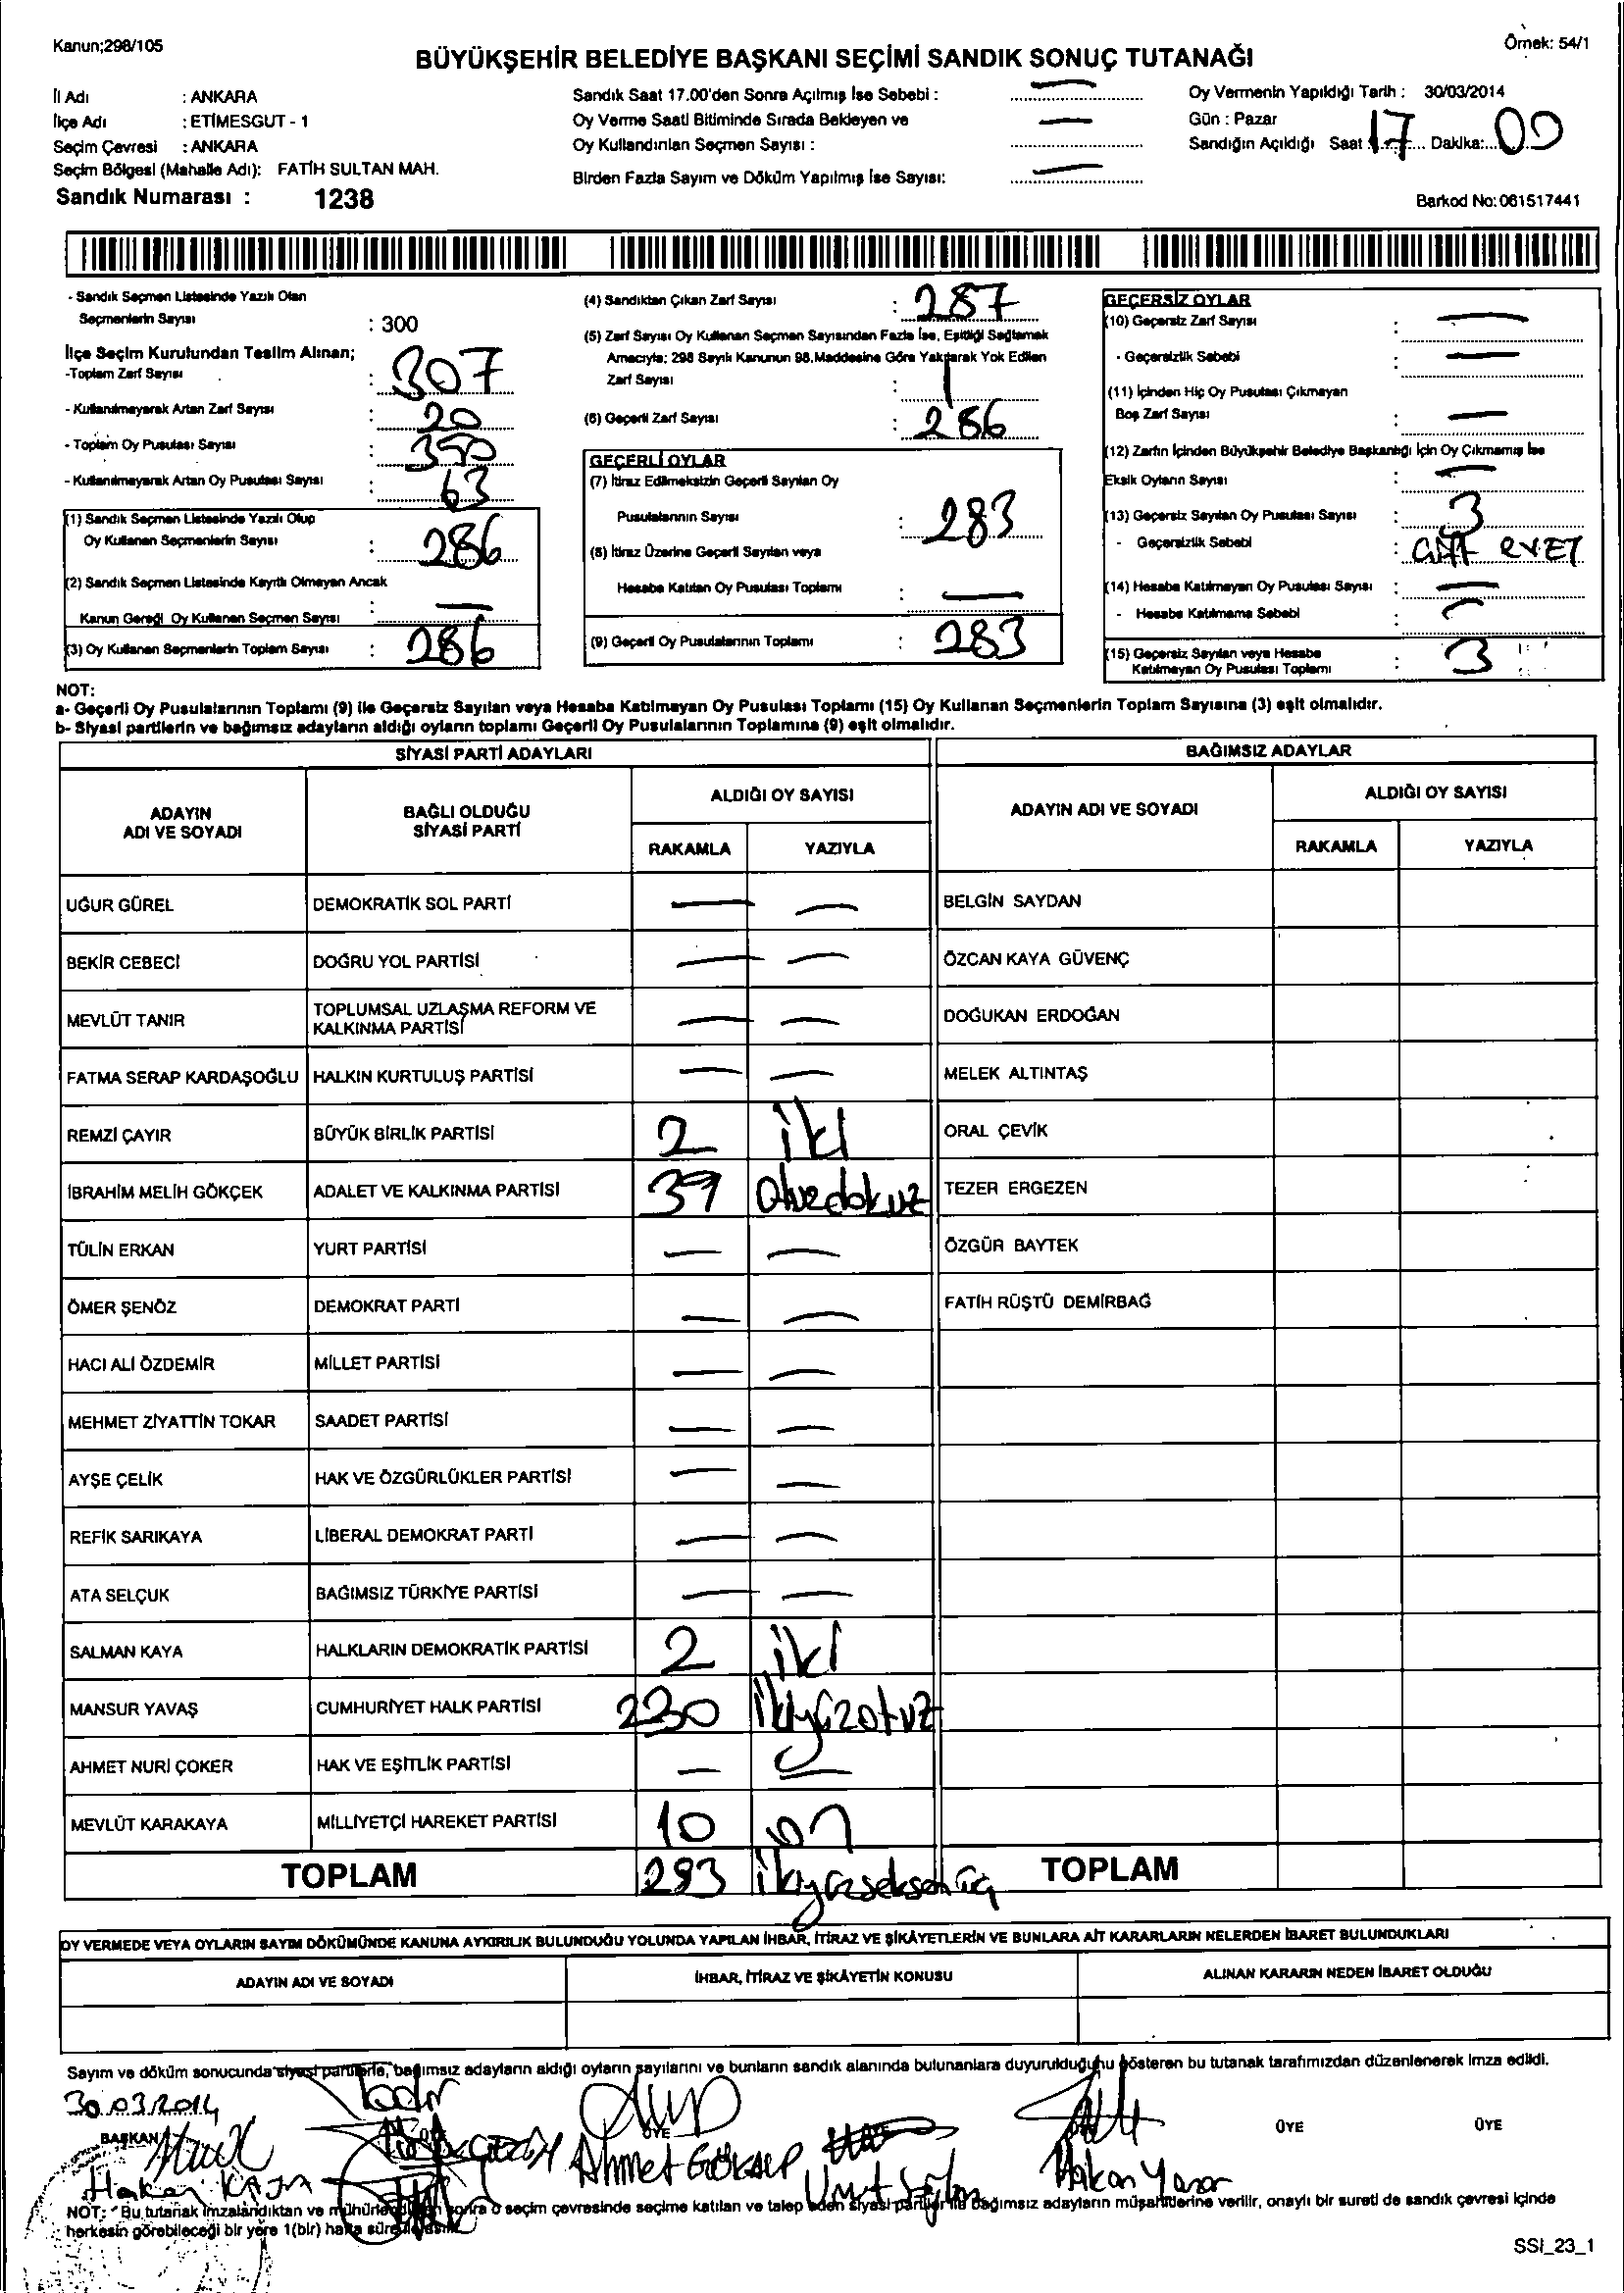 Kanun;298/105
Örnek: 54/1
BÜYÜKŞEHİR BELEDİYE BAŞKANI SEÇİMİ SANDIK SONUÇ TUTANAĞI
İl Adı : ANKARA
İlçe Adı : ETİMESGUT - 1
Seçim Çevresi : ANKARA
Seçim Bölgesi (Mahalle Adı): FATİH SULTAN MAH.
Sandık Numarası : 1238
Sandık Saat 17.00'den Sonra Açılmış İse Sebebi : —
Oy Verme Saati Bitiminde Sırada Bekleyen ve
Oy Kullandırılan Seçmen Sayısı : —
Birden Fazla Sayım ve Döküm Yapılmış İse Sayısı: —
Oy Vermenin Yapıldığı Tarih : 30/03/2014
Gün : Pazar
Sandığın Açıldığı Saat : 17 Dakika: 00
Barkod No: 061517441
- Sandık Seçmen Listesinde Yazılı Olan
Seçmenlerin Sayısı : 300
İlçe Seçim Kurulundan Teslim Alınan;
-Toplam Zarf Sayısı : 307
- Kullanılmayarak Artan Zarf Sayısı : 20
- Toplam Oy Pusulası Sayısı : 350
- Kullanılmayarak Artan Oy Pusulası Sayısı : 63
(1) Sandık Seçmen Listesinde Yazılı Olup
Oy Kullanan Seçmenlerin Sayısı : 286
(2) Sandık Seçmen Listesinde Kayıtlı Olmayan Ancak
Kanun Gereği Oy Kullanan Seçmen Sayısı : —
(3) Oy Kullanan Seçmenlerin Toplam Sayısı : 286
(4) Sandıktan Çıkan Zarf Sayısı : 287
(5) Zarf Sayısı Oy Kullanan Seçmen Sayısından Fazla İse, Eşitliği Sağlamak
Amacıyla; 298 Sayılı Kanunun 98.Maddesine Göre Yakılarak Yok Edilen
Zarf Sayısı : 1
(6) Geçerli Zarf Sayısı : 286
GEÇERLİ OYLAR
(7) İtiraz Edilmeksizin Geçerli Sayılan Oy
Pusulalarının Sayısı : 283
(8) İtiraz Üzerine Geçerli Sayılan veya
Hesaba Katılan Oy Pusulası Toplamı : —
(9) Geçerli Oy Pusulalarının Toplamı : 283
GEÇERSİZ OYLAR
(10) Geçersiz Zarf Sayısı : —
- Geçersizlik Sebebi : —
(11) İçinden Hiç Oy Pusulası Çıkmayan
Boş Zarf Sayısı : —
(12) Zarfın İçinden Büyükşehir Belediye Başkanlığı İçin Oy Çıkmamış İse
Eksik Oyların Sayısı : —
(13) Geçersiz Sayılan Oy Pusulası Sayısı : 3
- Geçersizlik Sebebi : ÇİFT EVET
(14) Hesaba Katılmayan Oy Pusulası Sayısı : —
- Hesaba Katılmama Sebebi : —
(15) Geçersiz Sayılan veya Hesaba
Katılmayan Oy Pusulası Toplamı : 3
NOT:
a- Geçerli Oy Pusulalarının Toplamı (9) ile Geçersiz Sayılan veya Hesaba Katılmayan Oy Pusulası Toplamı (15) Oy Kullanan Seçmenlerin Toplam Sayısına (3) eşit olmalıdır.
b- Siyasi partilerin ve bağımsız adayların aldığı oyların toplamı Geçerli Oy Pusulalarının Toplamına (9) eşit olmalıdır.
SİYASİ PARTİ ADAYLARI
BAĞIMSIZ ADAYLAR
ADAYIN ADI VE SOYADI
BAĞLI OLDUĞU SİYASİ PARTİ
ALDIĞI OY SAYISI
RAKAMLA YAZIYLA
ADAYIN ADI VE SOYADI
ALDIĞI OY SAYISI
RAKAMLA YAZIYLA
UĞUR GÜREL DEMOKRATİK SOL PARTİ — — BELGİN SAYDAN
BEKİR CEBECİ DOĞRU YOL PARTİSİ — — ÖZCAN KAYA GÜVENÇ
MEVLÜT TANIR TOPLUMSAL UZLAŞMA REFORM VE KALKINMA PARTİSİ — — DOĞUKAN ERDOĞAN
FATMA SERAP KARDAŞOĞLU HALKIN KURTULUŞ PARTİSİ — — MELEK ALTINTAŞ
REMZİ ÇAYIR BÜYÜK BİRLİK PARTİSİ 2 iki ORAL ÇEVİK
İBRAHİM MELİH GÖKÇEK ADALET VE KALKINMA PARTİSİ 39 Otuzdokuz TEZER ERGEZEN
TÜLİN ERKAN YURT PARTİSİ — — ÖZGÜR BAYTEK
ÖMER ŞENÖZ DEMOKRAT PARTİ — — FATİH RÜŞTÜ DEMİRBAĞ
HACI ALİ ÖZDEMİR MİLLET PARTİSİ — —
MEHMET ZİYATTİN TOKAR SAADET PARTİSİ — —
AYŞE ÇELİK HAK VE ÖZGÜRLÜKLER PARTİSİ — —
REFİK SARIKAYA LİBERAL DEMOKRAT PARTİ — —
ATA SELÇUK BAĞIMSIZ TÜRKİYE PARTİSİ — —
SALMAN KAYA HALKLARIN DEMOKRATİK PARTİSİ 2 iki
MANSUR YAVAŞ CUMHURİYET HALK PARTİSİ 230 ikiyüzotuz
AHMET NURİ ÇOKER HAK VE EŞİTLİK PARTİSİ — —
MEVLÜT KARAKAYA MİLLİYETÇİ HAREKET PARTİSİ 10 on
TOPLAM 283 ikiyüzseksenüç TOPLAM
OY VERMEDE VEYA OYLARIN SAYIM DÖKÜMÜNDE KANUNA AYKIRILIK BULUNDUĞU YOLUNDA YAPILAN İHBAR, İTİRAZ VE ŞİKÂYETLERİN VE BUNLARA AİT KARARLARIN NELERDEN İBARET BULUNDUKLARI
ADAYIN ADI VE SOYADI İHBAR, İTİRAZ VE ŞİKÂYETİN KONUSU ALINAN KARARIN NEDEN İBARET OLDUĞU
Sayım ve döküm sonucunda siyasi partilerle, bağımsız adayların aldığı oyların sayılarını ve bunların sandık alanında bulunanlara duyurulduğunu gösteren bu tutanak tarafımızdan düzenlenerek imza edildi.
30.03.2014
BAŞKAN ÜYE ÜYE ÜYE ÜYE
Hakan Ahmet GÖKALP Umut Hakan Yaşar
NOT: Bu tutanak imzalandıktan ve mühürlendikten sonra o seçim çevresinde seçime katılan ve talep eden siyasi partiler ile bağımsız adayların müşahitlerine verilir, onaylı bir sureti de sandık çevresi içinde
herkesin görebileceği bir yere 1(bir) hafta süreyle asılır.
SSI_23_1